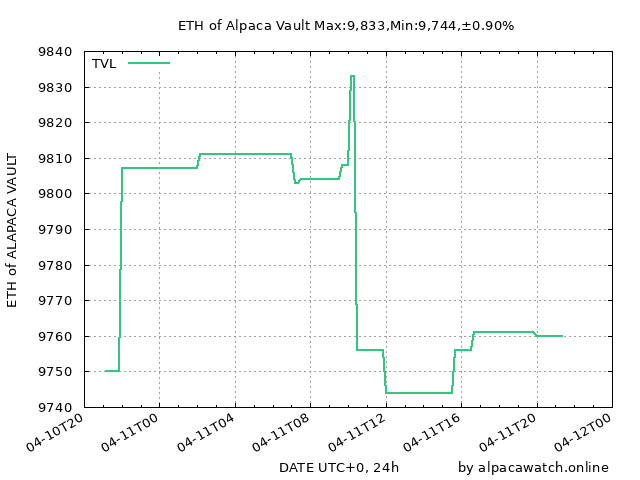 ETH of Alpaca Vault Max:9,833,Min:9,744,±0.90%
TVL
ETH of ALAPACA VAULT
9840
9830
9820
9810
9800
9790
9780
9770
9760
9750
9740
04-10T20
04-11T00
04-11T04
04-11T08
04-11T12
04-11T16
04-11T20
04-12T00
DATE UTC+0, 24h
by alpacawatch.online